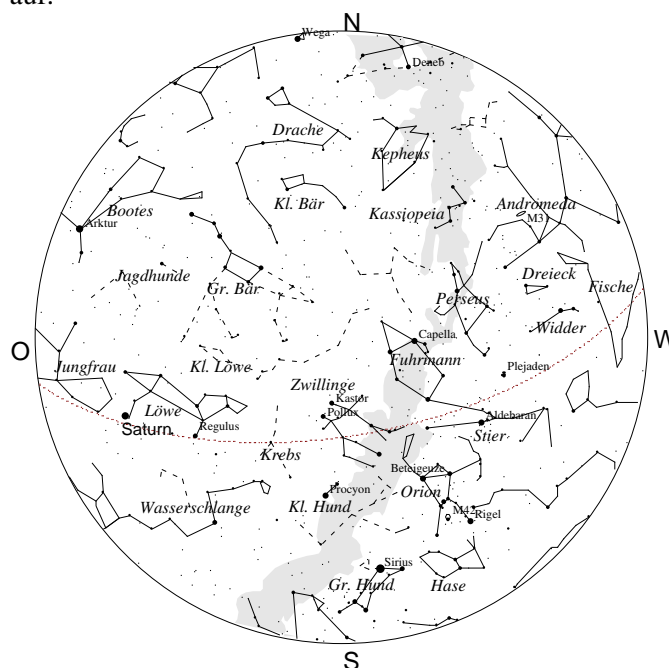 auf.
N
Wega
Deneb
Drache
Kepheus
Kl. Bär
Andromeda
Bootes
Kassiopeia
M31
Arktur
Jagdhunde
Dreieck
Gr. Bär
Fische
Perseus
Widder
Capella
W
O
Fuhrmann
Jungfrau
Kl. Löwe
Plejaden
Zwillinge
Kastor
Löwe
Pollux
Aldebaran
Saturn
Regulus
Stier
Krebs
Beteigeuze
Procyon
Orion
Wasserschlange
Kl. Hund
M42
Rigel
Sirius
Gr. Hund
Hase
S